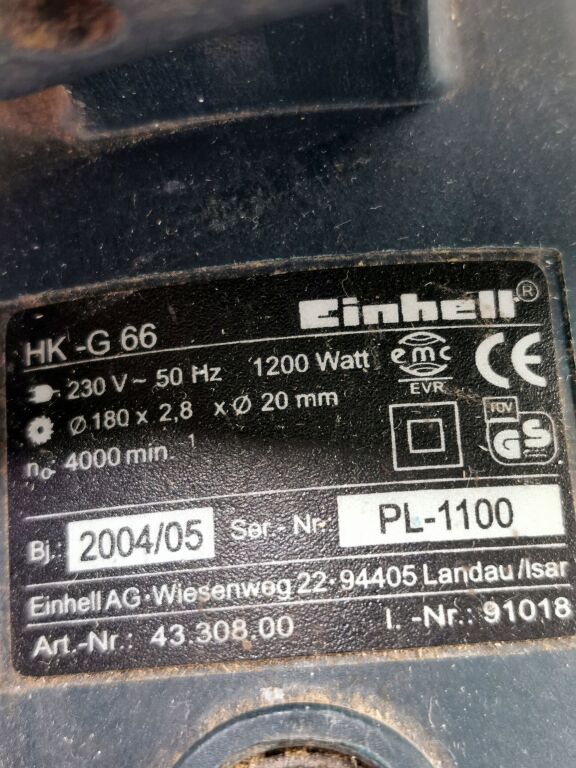 Einhell®
HK -G 66
230 V ~ 50 Hz 1200 Watt
emc
EVR
CE
Ø 180 x 2,8 x Ø 20 mm
TÜV
GS
n₀ 4000 min.⁻¹
Bj.: 2004/05 Ser.- Nr. PL-1100
Einhell AG·Wiesenweg 22·94405 Landau/Isar
Art.-Nr.: 43.308.00 I. -Nr.: 91018